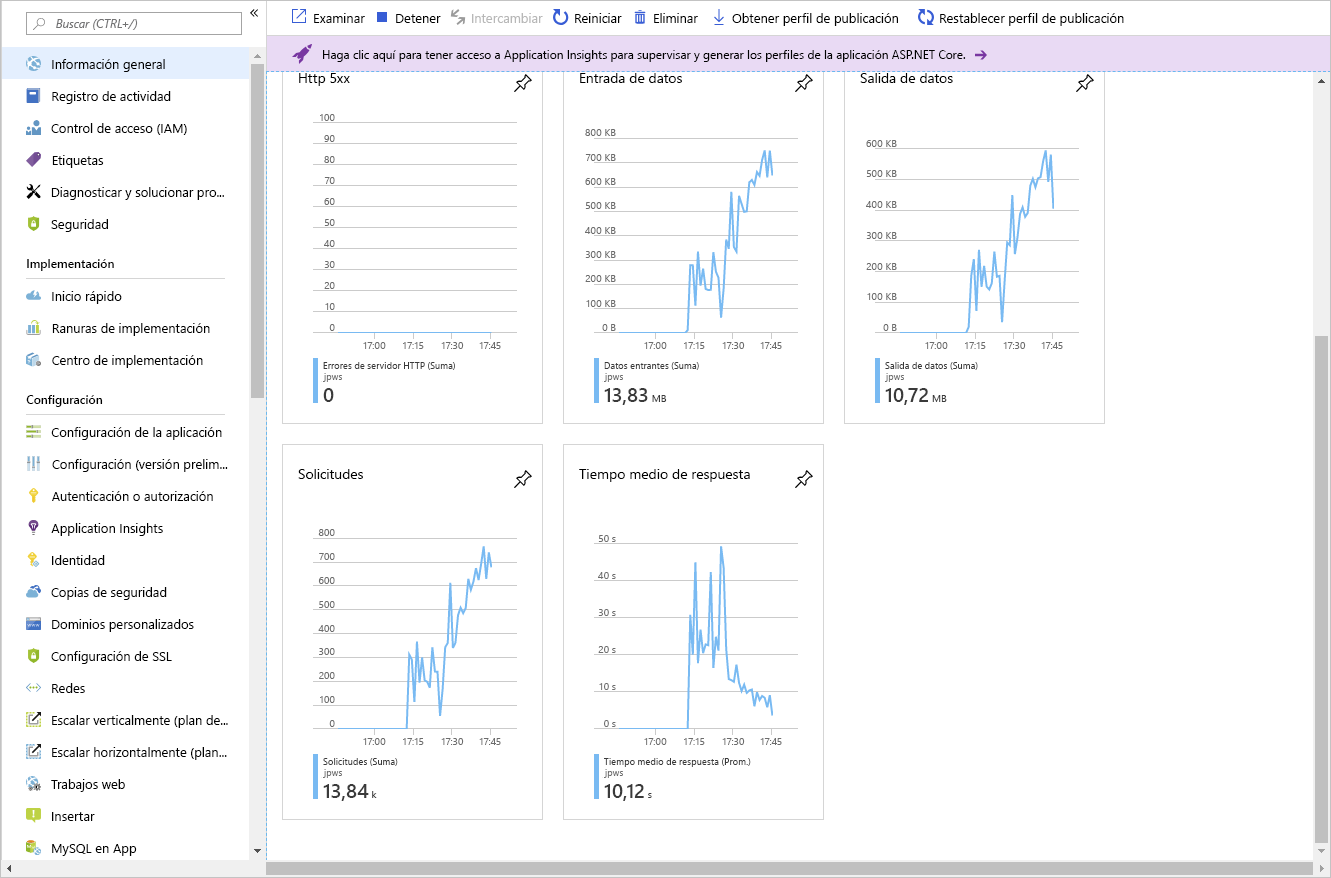 Buscar (CTRL+/)
«
Examinar
Detener
Intercambiar
Reiniciar
Eliminar
Obtener perfil de publicación
Restablecer perfil de publicación
Haga clic aquí para tener acceso a Application Insights para supervisar y generar los perfiles de la aplicación ASP.NET Core.
Información general
Registro de actividad
Control de acceso (IAM)
Etiquetas
Diagnosticar y solucionar pro...
Seguridad
Implementación
Inicio rápido
Ranuras de implementación
Centro de implementación
Configuración
Configuración de la aplicación
Configuración (versión prelim...
Autenticación o autorización
Application Insights
Identidad
Copias de seguridad
Dominios personalizados
Configuración de SSL
Redes
Escalar verticalmente (plan de...
Escalar horizontalmente (plan...
Trabajos web
Insertar
MySQL en App
Http 5xx
100
90
80
70
60
50
40
30
20
10
0
17:00 17:15 17:30 17:45
Errores de servidor HTTP (Suma)
jpws
0
Entrada de datos
800 KB
700 KB
600 KB
500 KB
400 KB
300 KB
200 KB
100 KB
0 B
17:00 17:15 17:30 17:45
Datos entrantes (Suma)
jpws
13,83 MB
Salida de datos
600 KB
500 KB
400 KB
300 KB
200 KB
100 KB
0 B
17:00 17:15 17:30 17:45
Salida de datos (Suma)
jpws
10,72 MB
Solicitudes
800
700
600
500
400
300
200
100
0
17:00 17:15 17:30 17:45
Solicitudes (Suma)
jpws
13,84 k
Tiempo medio de respuesta
50 s
40 s
30 s
20 s
10 s
0 s
17:00 17:15 17:30 17:45
Tiempo medio de respuesta (Prom.)
jpws
10,12 s